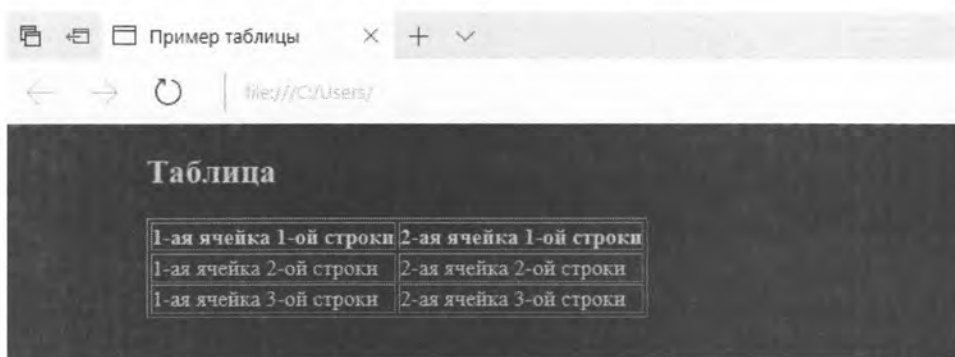 Пример таблицы
file:///C:/Users/
Таблица
1-ая ячейка 1-ой строки 2-ая ячейка 1-ой строки
1-ая ячейка 2-ой строки 2-ая ячейка 2-ой строки
1-ая ячейка 3-ой строки 2-ая ячейка 3-ой строки